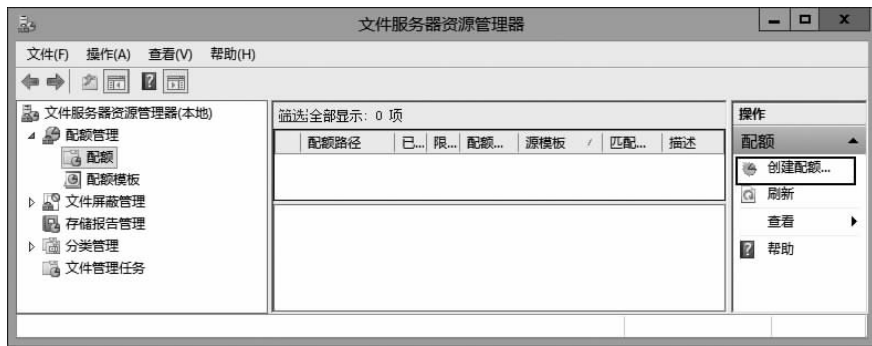 文件服务器资源管理器
文件(F) 操作(A) 查看(V) 帮助(H)
文件服务器资源管理器(本地)
配额管理
配额
配额模板
文件屏蔽管理
存储报告管理
分类管理
文件管理任务
筛选:全部显示: 0 项
配额路径 已... 限... 配额... 源模板 / 匹配... 描述
操作
配额
创建配额...
刷新
查看
帮助